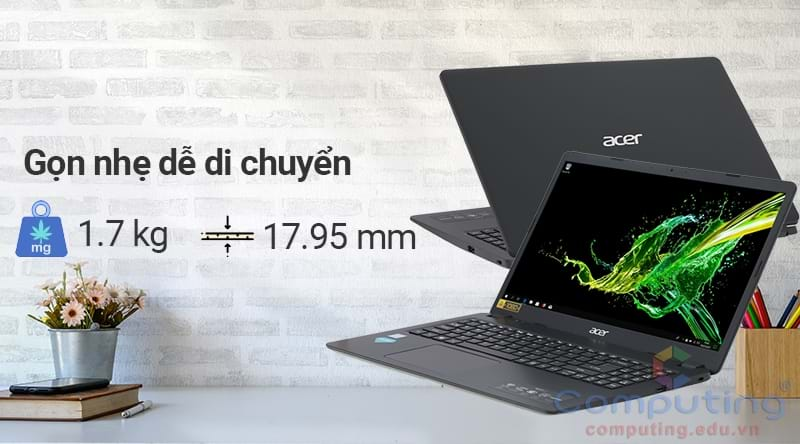 Gọn nhẹ dễ di chuyển
mg
1.7 kg
17.95 mm
acer
acer
Computing®
computing.edu.vn